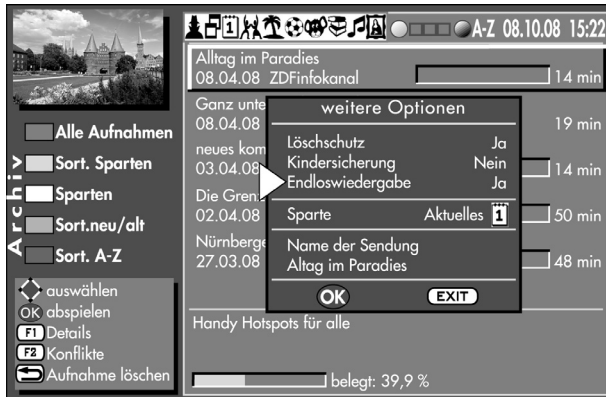 A-Z 08.10.08 15:22
Alltag im Paradies
08.04.08 ZDFinfokanal 14 min
Ganz unte
08.04.08 19 min
neues kom
03.04.08 14 min
Die Gren
02.04.08 50 min
Nürnberge
27.03.08 48 min
weitere Optionen
Löschschutz Ja
Kindersicherung Nein
Endloswiedergabe Ja
Sparte Aktuelles 1
Name der Sendung
Altag im Paradies
OK EXIT
Archiv
Alle Aufnahmen
Sort. Sparten
Sparten
Sort.neu/alt
Sort. A-Z
auswählen
OK abspielen
F1 Details
F2 Konflikte
Aufnahme löschen
Handy Hotspots für alle
belegt: 39,9 %